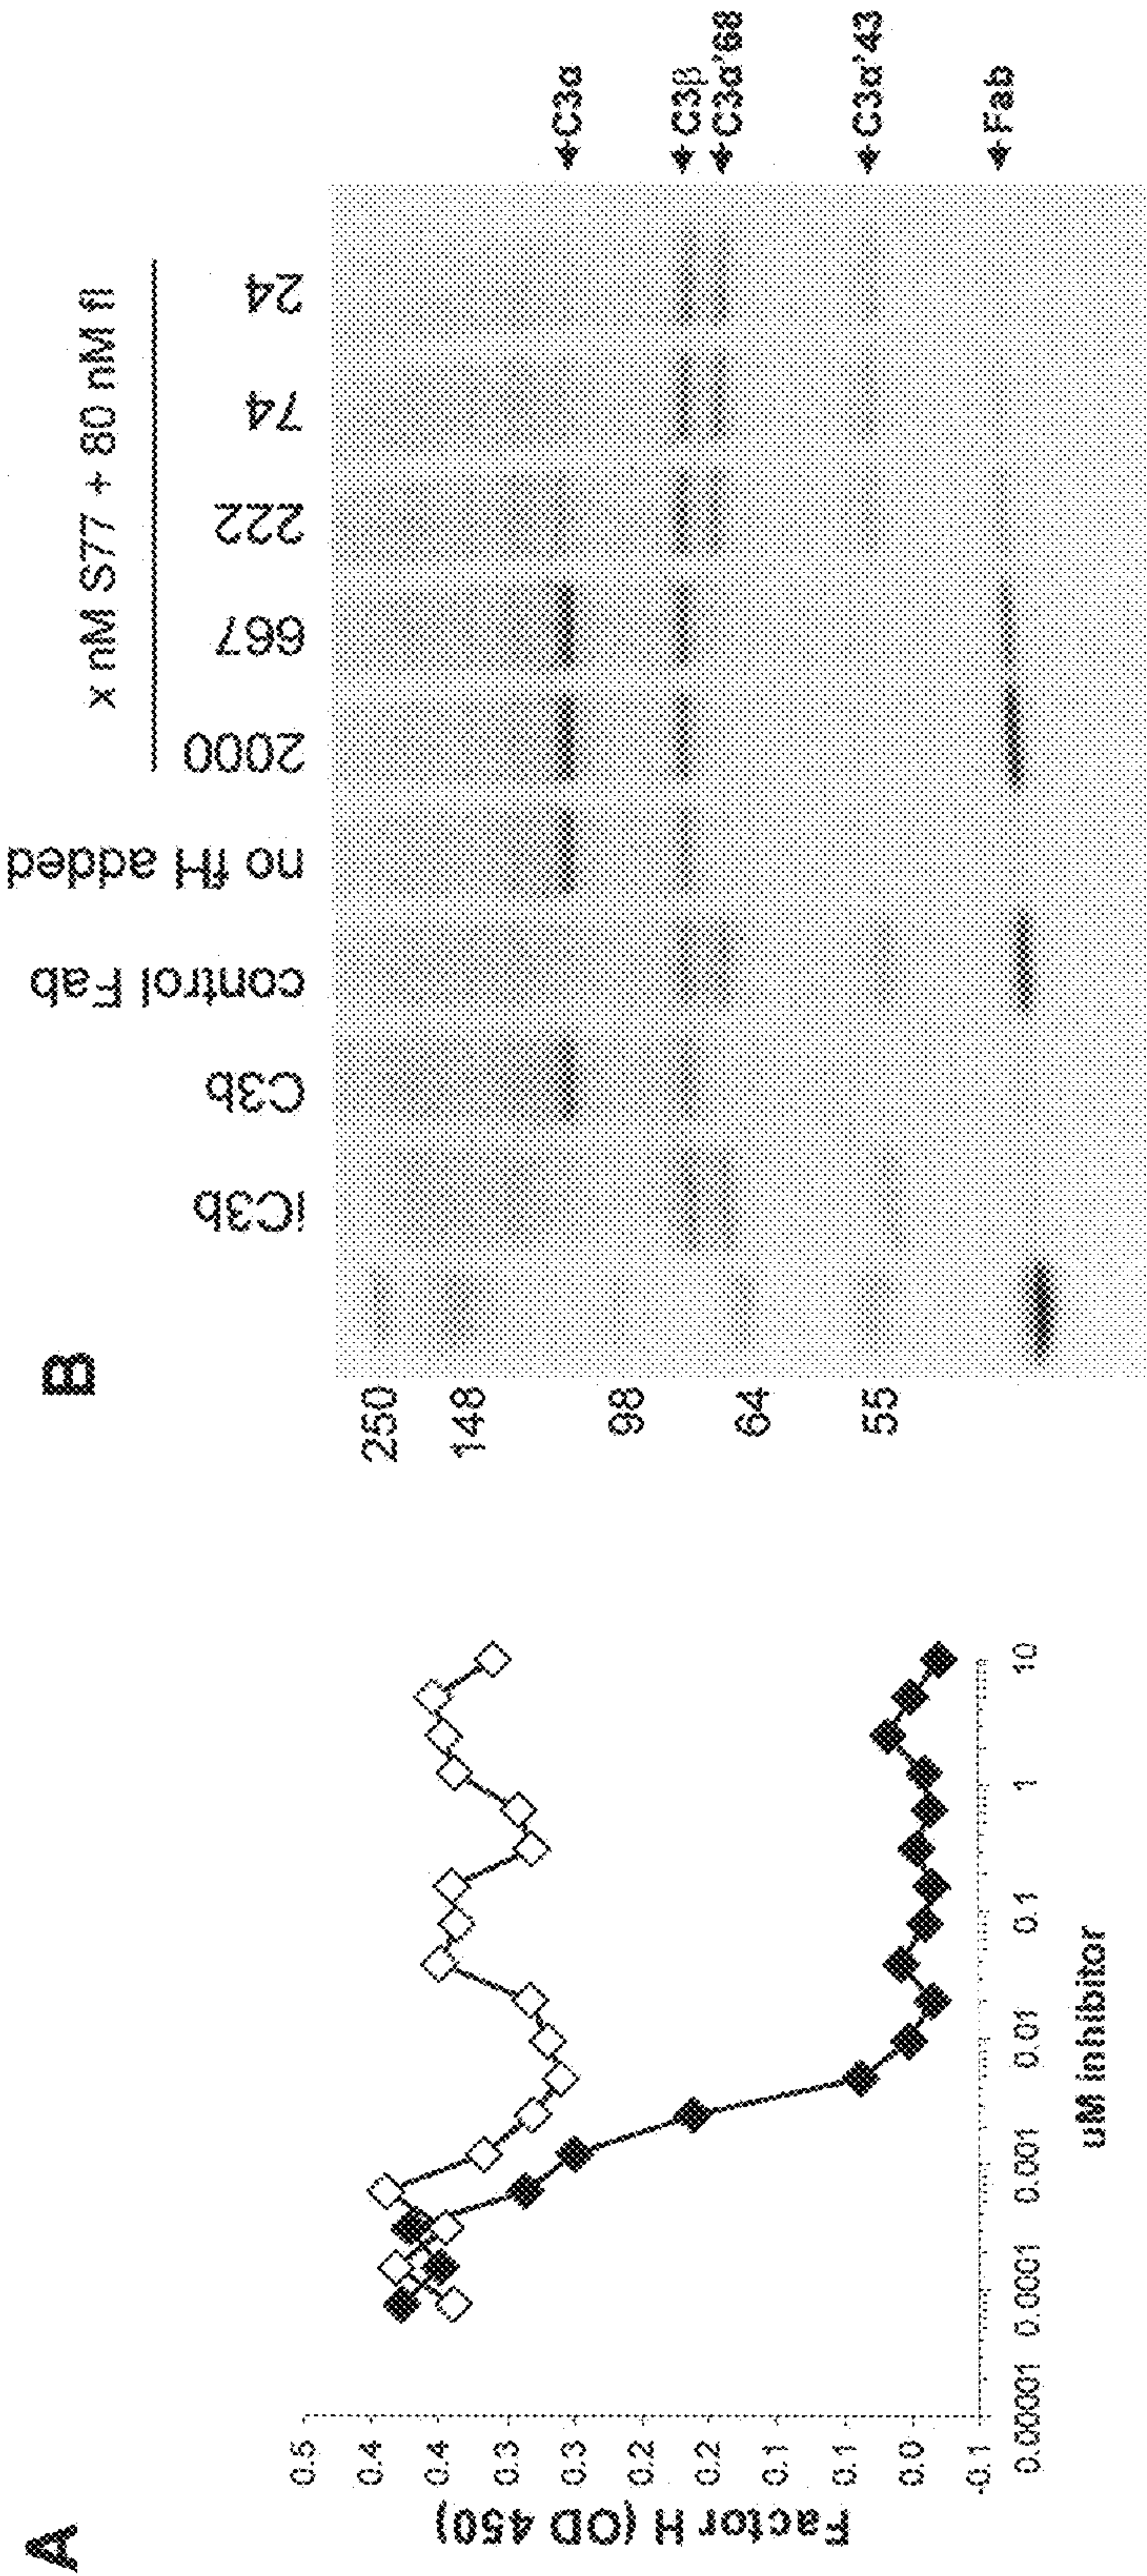 A
Factor H (OD 450)
0.5
0.4
0.4
0.3
0.3
0.2
0.2
0.1
0.1
0.0
-0.1
0.00001 0.0001 0.001 0.01 0.1 1 10
uM inhibitor
B
x nM S77 + 80 nM fI
iC3b C3b control Fab no fH added 2000 667 222 74 24
250
148
98
64
55
C3α
C3β
C3α'68
C3α'43
Fab